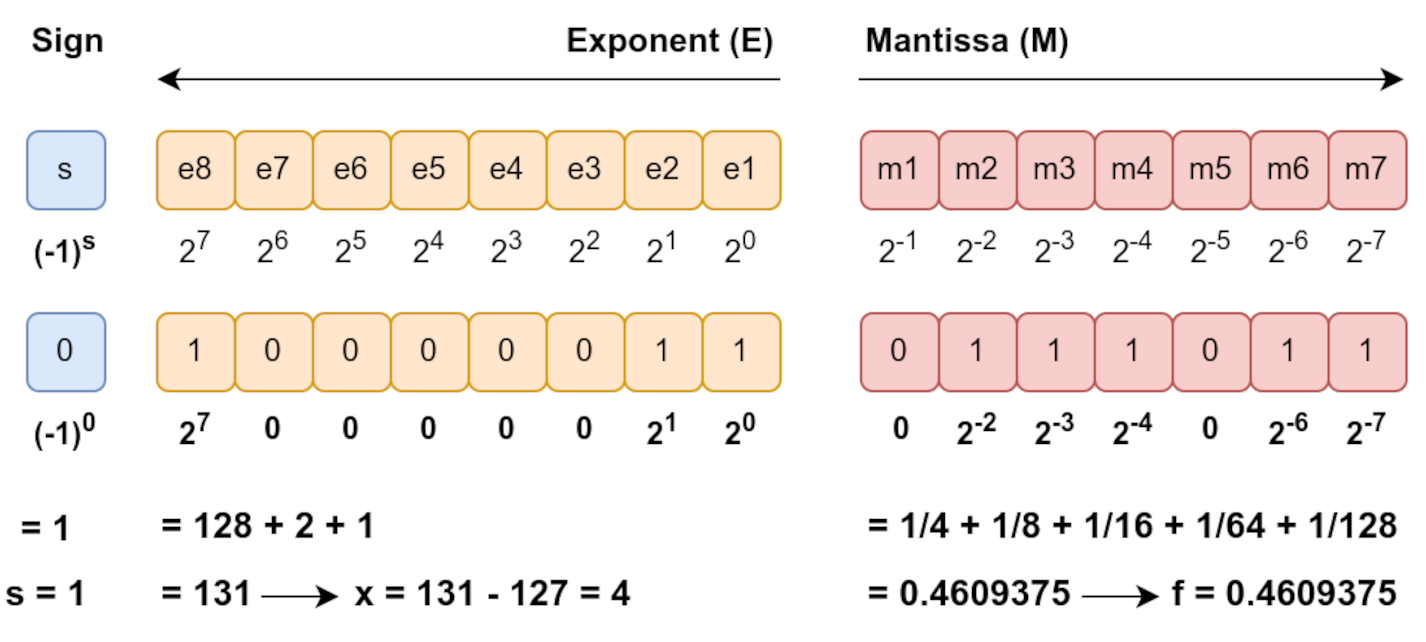 Sign Exponent (E) Mantissa (M)
s e8 e7 e6 e5 e4 e3 e2 e1 m1 m2 m3 m4 m5 m6 m7
(-1)^s 2^7 2^6 2^5 2^4 2^3 2^2 2^1 2^0 2^-1 2^-2 2^-3 2^-4 2^-5 2^-6 2^-7
0 1 0 0 0 0 0 1 1 0 1 1 1 0 1 1
(-1)^0 2^7 0 0 0 0 0 2^1 2^0 0 2^-2 2^-3 2^-4 0 2^-6 2^-7
= 1 = 128 + 2 + 1 = 1/4 + 1/8 + 1/16 + 1/64 + 1/128
s = 1 = 131 → x = 131 - 127 = 4 = 0.4609375 → f = 0.4609375